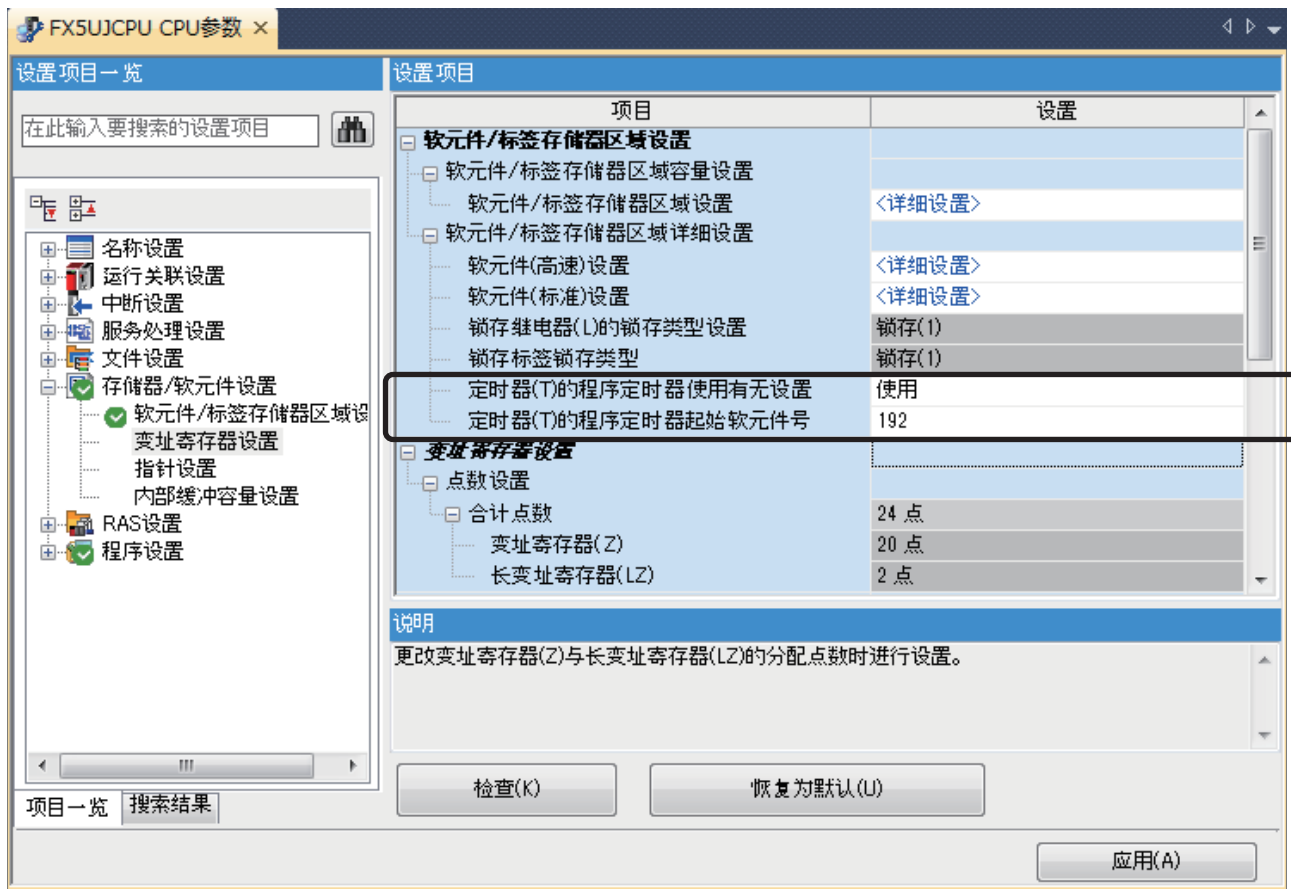 FX5UJCPU CPU参数
设置项目一览
在此输入要搜索的设置项目
名称设置
运行关联设置
中断设置
服务处理设置
文件设置
存储器/软元件设置
软元件/标签存储器区域设
变址寄存器设置
指针设置
内部缓冲容量设置
RAS设置
程序设置
项目一览 搜索结果
设置项目
项目 设置
软元件/标签存储器区域设置
软元件/标签存储器区域容量设置
软元件/标签存储器区域设置 <详细设置>
软元件/标签存储器区域详细设置
软元件(高速)设置 <详细设置>
软元件(标准)设置 <详细设置>
锁存继电器(L)的锁存类型设置 锁存(1)
锁存标签锁存类型 锁存(1)
定时器(T)的程序定时器使用有无设置 使用
定时器(T)的程序定时器起始软元件号 192
变址寄存器设置
点数设置
合计点数 24 点
变址寄存器(Z) 20 点
长变址寄存器(LZ) 2 点
说明
更改变址寄存器(Z)与长变址寄存器(LZ)的分配点数时进行设置。
检查(K) 恢复为默认(U)
应用(A)